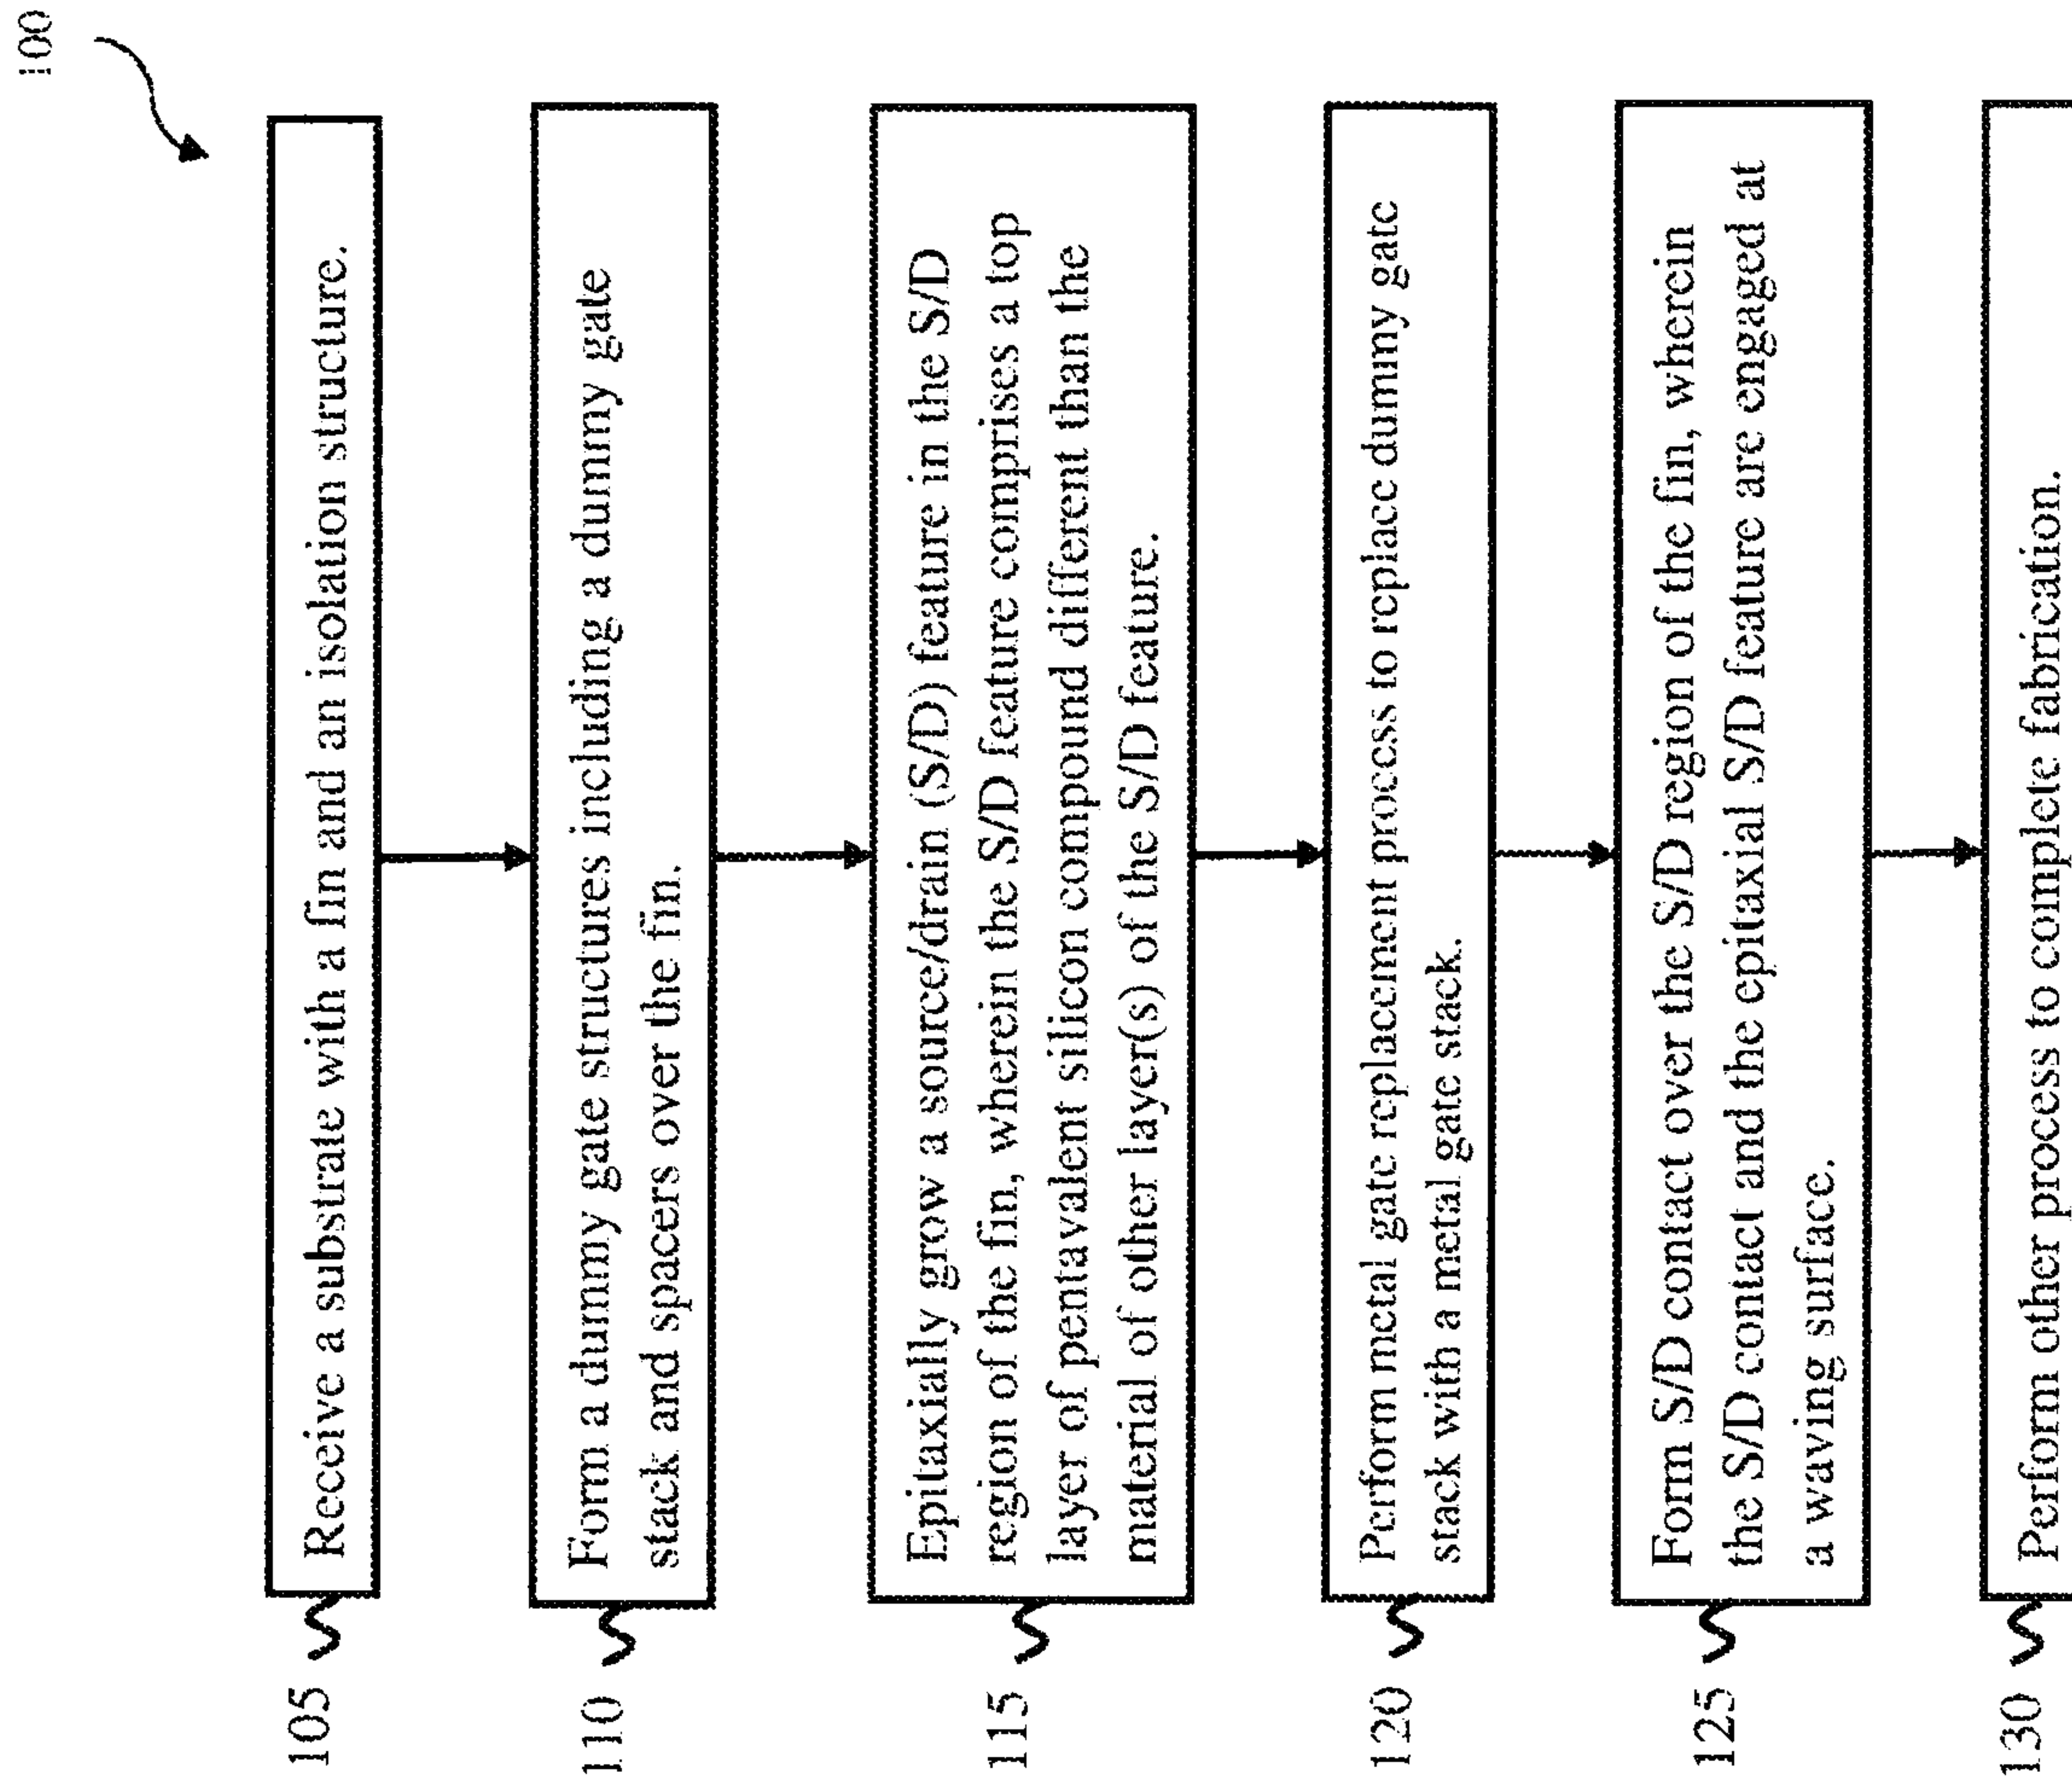 100
105
Receive a substrate with a fin and an isolation structure.
110
Form a dummy gate structures including a dummy gate
stack and spacers over the fin.
115
Epitaxially grow a source/drain (S/D) feature in the S/D
region of the fin, wherein the S/D feature comprises a top
layer of pentavalent silicon compound different than the
material of other layer(s) of the S/D feature.
120
Perform metal gate replacement process to replace dummy gate
stack with a metal gate stack.
125
Form S/D contact over the S/D region of the fin, wherein
the S/D contact and the epitaxial S/D feature are engaged at
a waving surface.
130
Perform other process to complete fabrication.